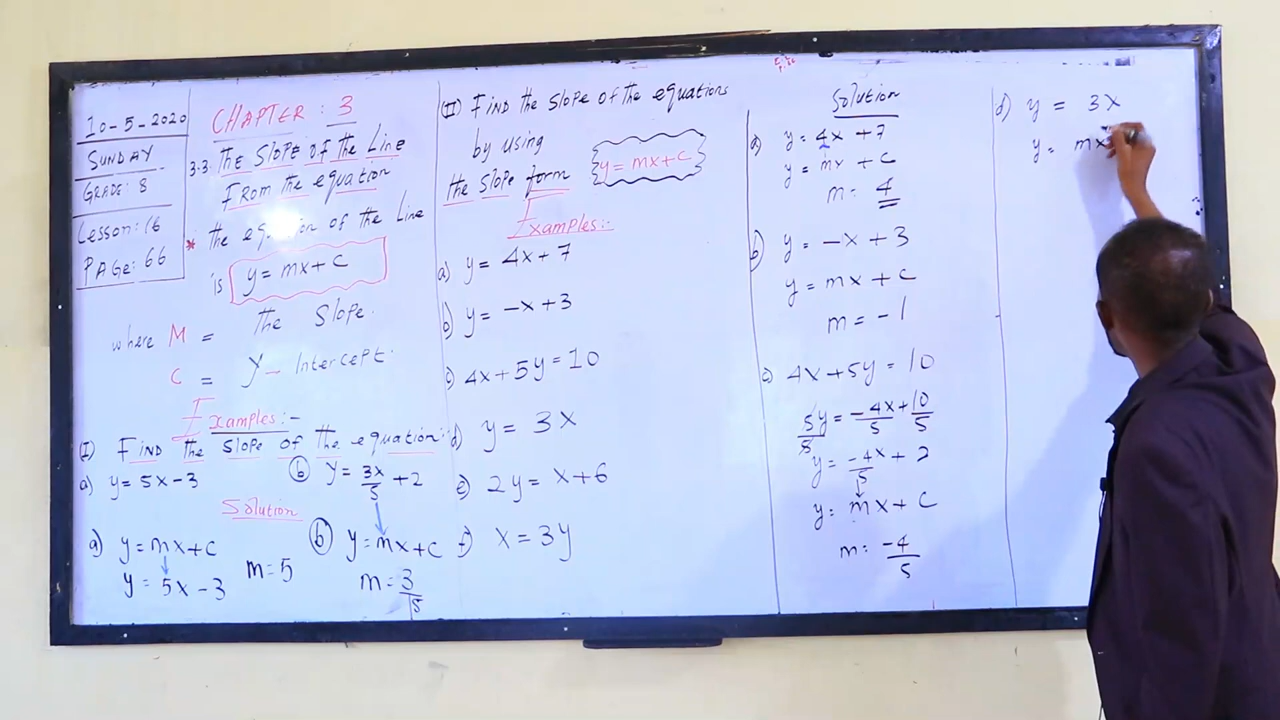 10-5-2020
SUNDAY
GRADE: 8
Lesson: 16
PAGe: 66
CHAPTER : 3
3.3. THE SLOPE OF the Line
FROM the equation
* the equation of the Line
is y = mx + c
where M = the Slope.
C = Y-Intercept.
Examples:-
(I) FIND the slope of the equation:
a) y = 5x - 3
(b) y = 3x/5 + 2
Solution
a) y = mx + c
y = 5x - 3
m = 5
(b) y = mx + c
m = 3/5
(II) FIND the slope of the equations
by using
the slope form
y = mx + c
Examples:-
a) y = 4x + 7
b) y = -x + 3
c) 4x + 5y = 10
d) y = 3x
e) 2y = x + 6
f) x = 3y
Solution
a) y = 4x + 7
y = mx + c
m = 4
b) y = -x + 3
y = mx + c
m = -1
c) 4x + 5y = 10
5y/5 = -4x/5 + 10/5
y = -4x/5 + 2
y = mx + c
m = -4/5
d) y = 3x
y = mx